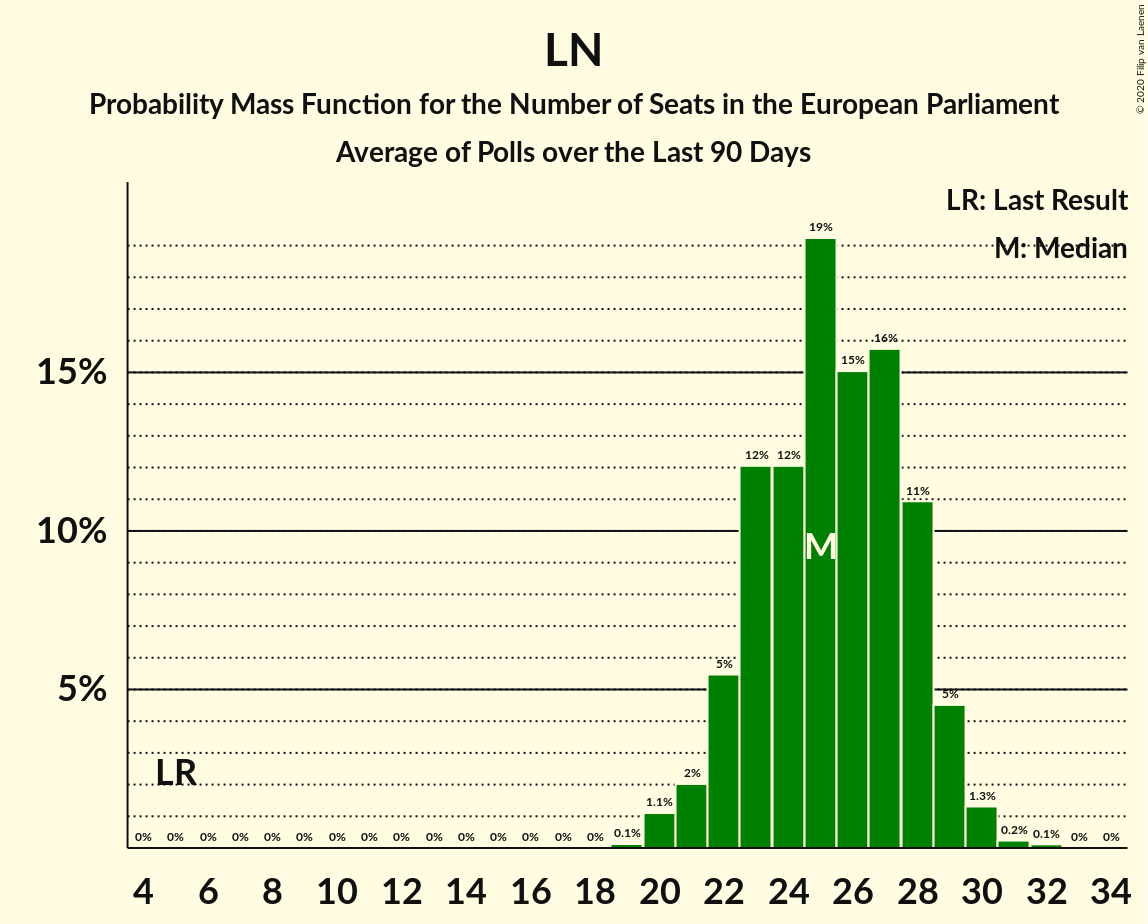 LN
Probability Mass Function for the Number of Seats in the European Parliament
Average of Polls over the Last 90 Days
© 2020 Filip van Laenen
LR: Last Result
M: Median
19%
16%
15%
15%
12% 12%
11%
10%
M
5%
5%
5%
LR
2%
1.1%
1.3%
0% 0% 0% 0% 0% 0% 0% 0% 0% 0% 0% 0% 0% 0% 0% 0.1% 0.2% 0.1% 0% 0%
4 6 8 10 12 14 16 18 20 22 24 26 28 30 32 34